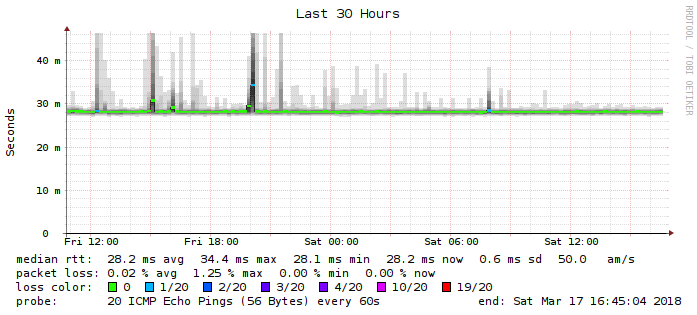 Last 30 Hours
RRDTOOL / TOBI OETIKER
Seconds
40 m
30 m
20 m
10 m
0
Fri 12:00 Fri 18:00 Sat 00:00 Sat 06:00 Sat 12:00
median rtt: 28.2 ms avg 34.4 ms max 28.1 ms min 28.2 ms now 0.6 ms sd 50.0 am/s
packet loss: 0.02 % avg 1.25 % max 0.00 % min 0.00 % now
loss color: 0 1/20 2/20 3/20 4/20 10/20 19/20
probe: 20 ICMP Echo Pings (56 Bytes) every 60s end: Sat Mar 17 16:45:04 2018